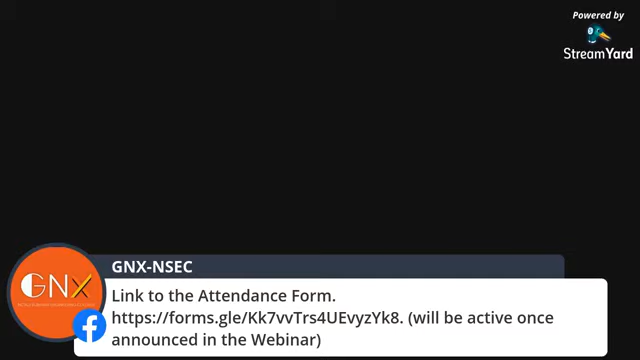 Powered by
StreamYard
GNX-NSEC
GNX
Link to the Attendance Form.
https://forms.gle/Kk7vvTrs4UEvyzYk8. (will be active once
announced in the Webinar)